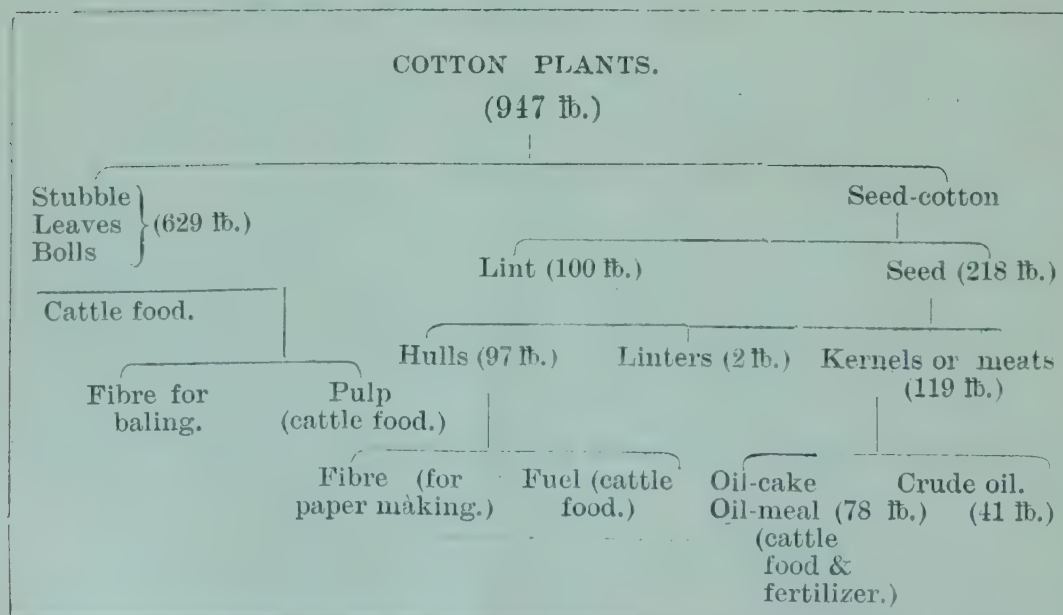 COTTON PLANTS.
(947 ℔.)
Stubble
Leaves (629 ℔.)
Bolls
Seed-cotton
Lint (100 ℔.)
Seed (218 ℔.)
Cattle food.
Hulls (97 ℔.)
Linters (2 ℔.)
Kernels or meats
(119 ℔.)
Fibre for
baling.
Pulp
(cattle food.)
Fibre (for
paper making.)
Fuel (cattle
food.)
Oil-cake
Oil-meal (78 ℔.)
(cattle
food &
fertilizer.)
Crude oil.
(41 ℔.)